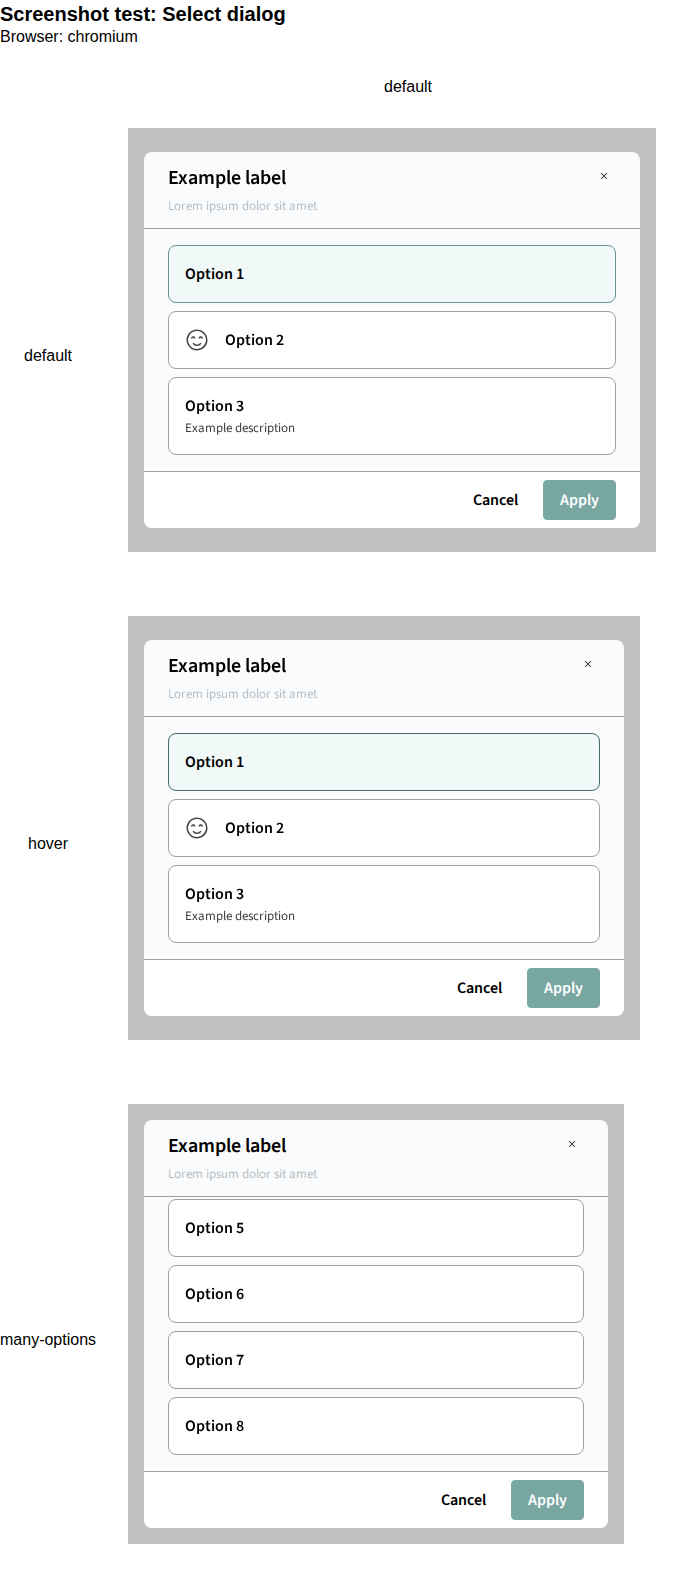 Screenshot test: Select dialog
Browser: chromium
default
default
Example label
×
Lorem ipsum dolor sit amet
Option 1
Option 2
Option 3
Example description
Cancel
Apply
hover
Example label
×
Lorem ipsum dolor sit amet
Option 1
Option 2
Option 3
Example description
Cancel
Apply
many-options
Example label
×
Lorem ipsum dolor sit amet
Option 5
Option 6
Option 7
Option 8
Cancel
Apply